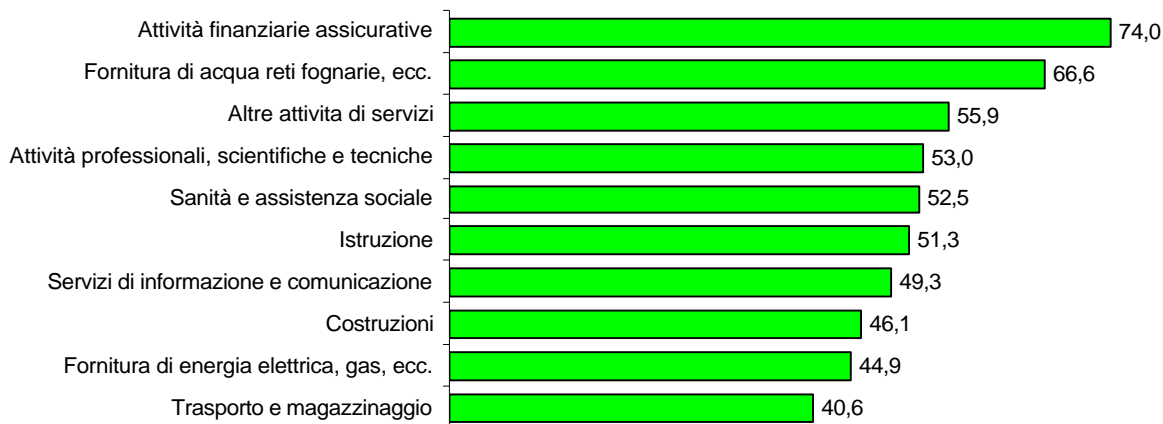 Attività finanziarie assicurative 74,0
Fornitura di acqua reti fognarie, ecc. 66,6
Altre attivita di servizi 55,9
Attività professionali, scientifiche e tecniche 53,0
Sanità e assistenza sociale 52,5
Istruzione 51,3
Servizi di informazione e comunicazione 49,3
Costruzioni 46,1
Fornitura di energia elettrica, gas, ecc. 44,9
Trasporto e magazzinaggio 40,6